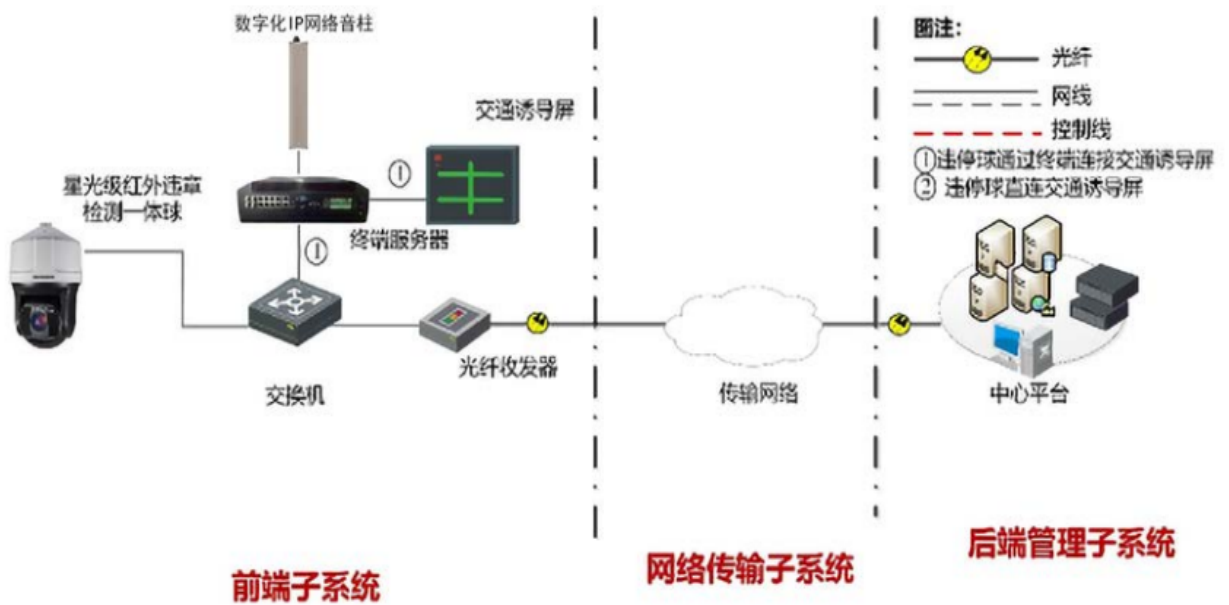 数字化IP网络音柱
图注:
光纤
网线
控制线
①违停球通过终端连接交通诱导屏
② 违停球直连交通诱导屏
交通诱导屏
①
星光级红外违章
检测一体球
终端服务器
①
交换机
光纤收发器
传输网络
中心平台
前端子系统
网络传输子系统
后端管理子系统